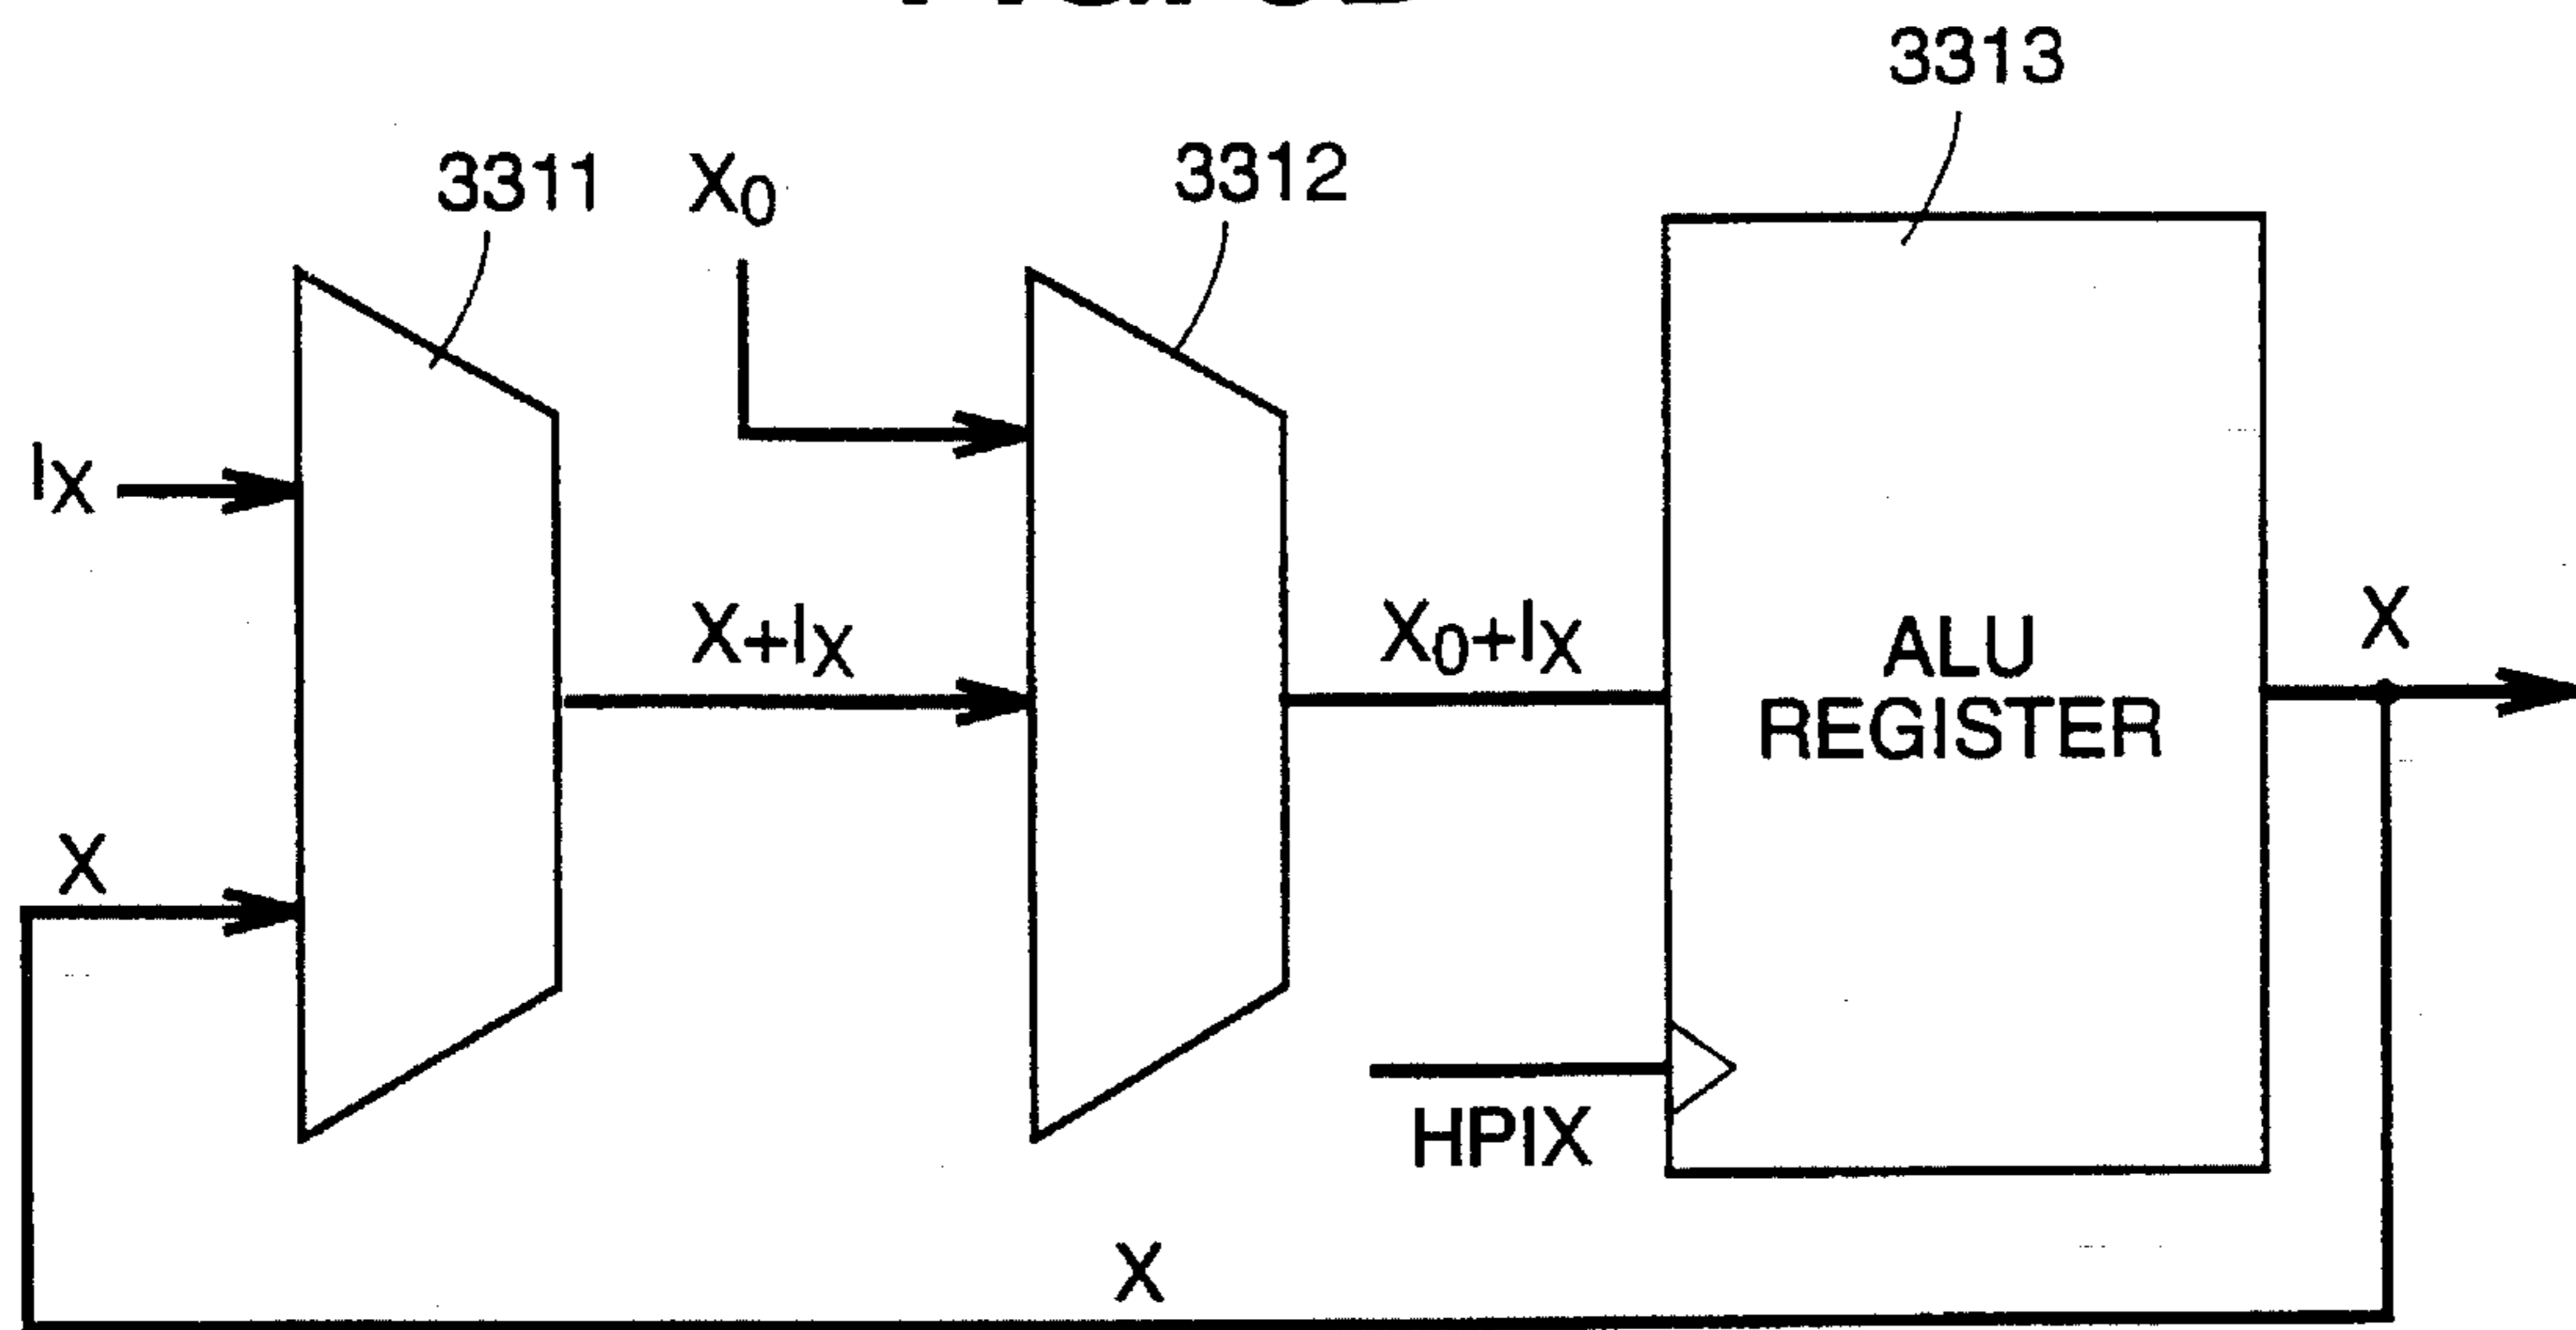 3313
3311
X0
3312
IX
X+IX
X0+IX
ALU
REGISTER
X
X
HPIX
X